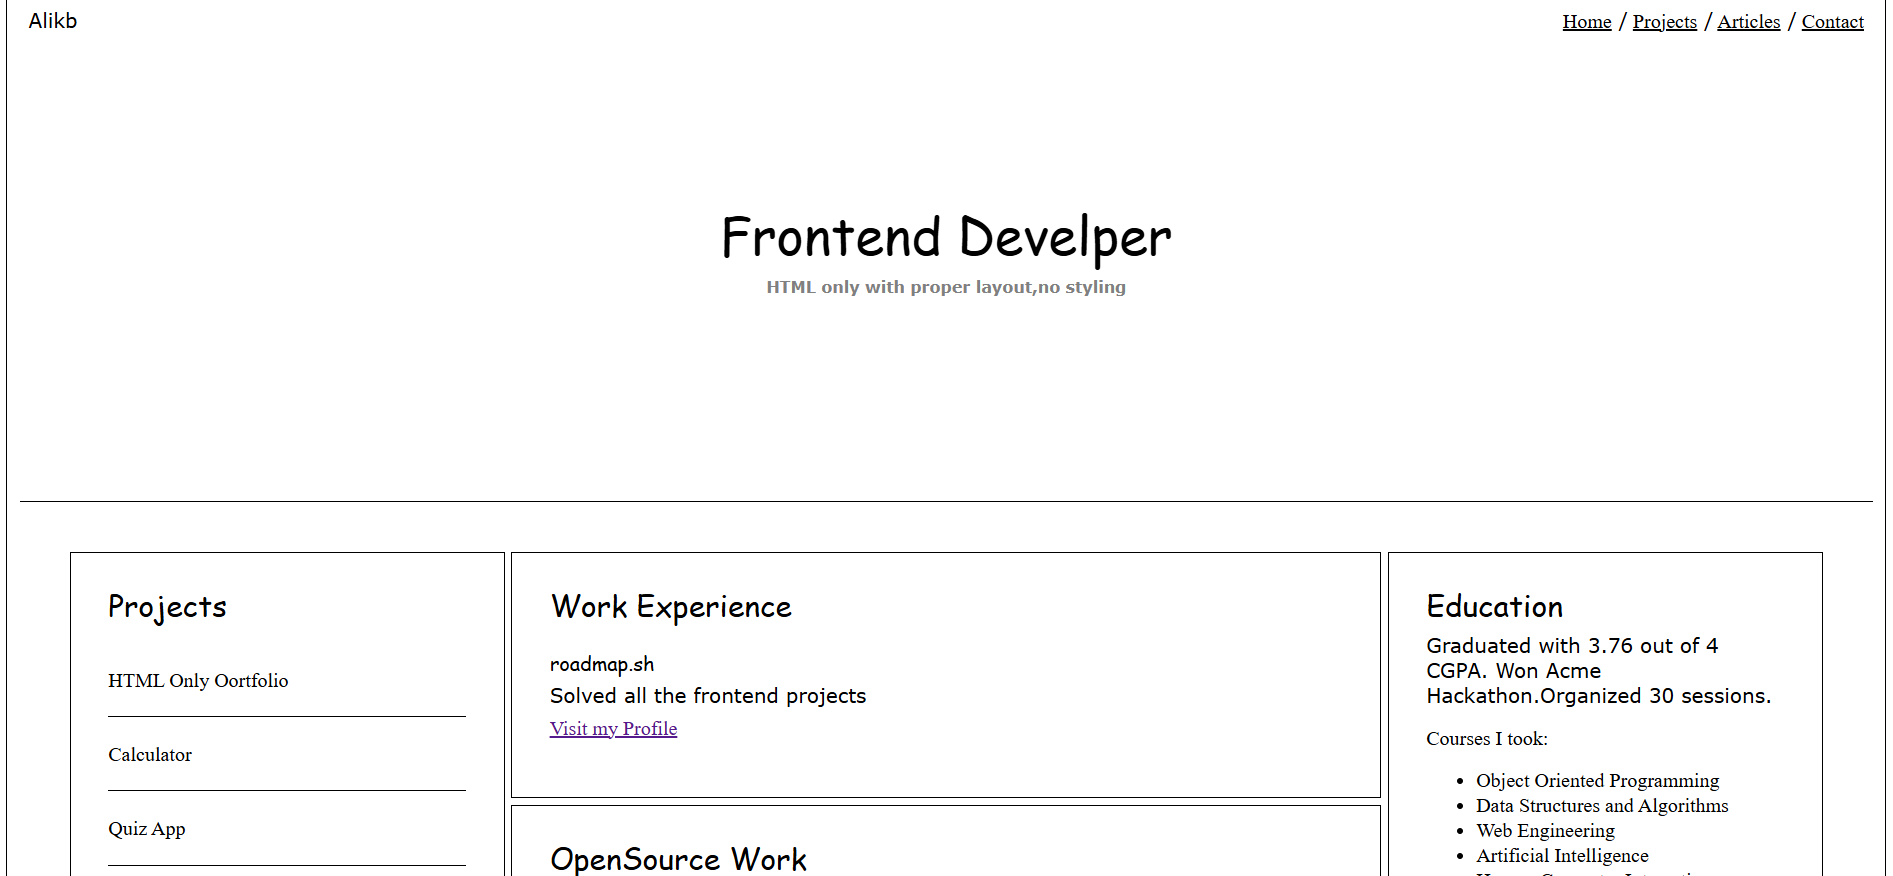 Alikb
Home / Projects / Articles / Contact
Frontend Develper
HTML only with proper layout,no styling
Projects
HTML Only Oortfolio
Calculator
Quiz App
Work Experience
roadmap.sh
Solved all the frontend projects
Visit my Profile
OpenSource Work
Education
Graduated with 3.76 out of 4
CGPA. Won Acme
Hackathon.Organized 30 sessions.
Courses I took:
• Object Oriented Programming
• Data Structures and Algorithms
• Web Engineering
• Artificial Intelligence